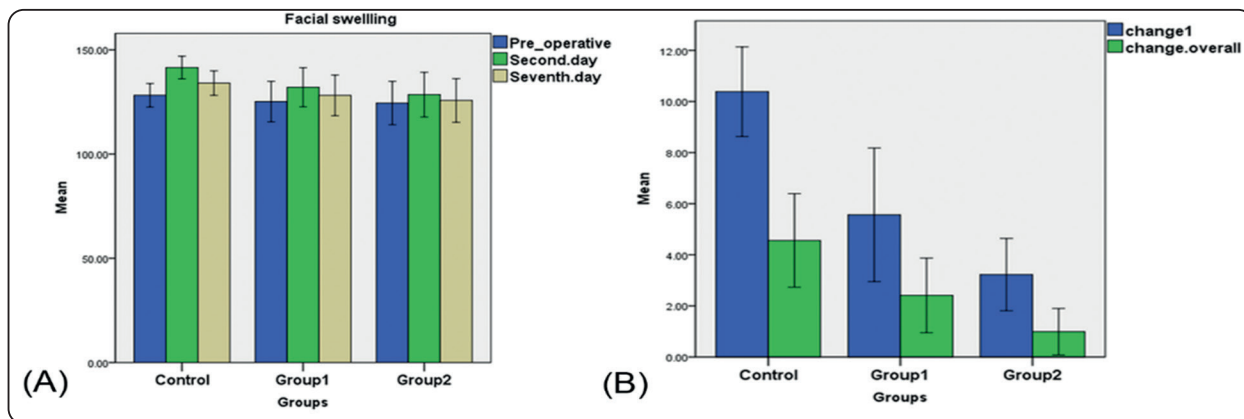 Facial swellling
Pre_operative
Second.day
Seventh.day
150.00
100.00
50.00
0.00
Mean
Control Group1 Group2
Groups
(A)
change1
change.overall
12.00
10.00
8.00
6.00
4.00
2.00
0.00
Mean
Control Group1 Group2
Groups
(B)